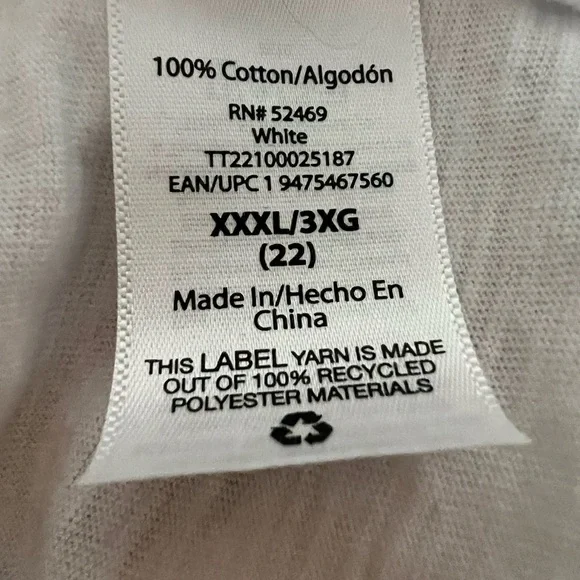 100% Cotton/Algodón
RN# 52469
White
TT22100025187
EAN/UPC 1 9475467560
XXXL/3XG
(22)
Made In/Hecho En
China
THIS LABEL YARN IS MADE
OUT OF 100% RECYCLED
POLYESTER MATERIALS